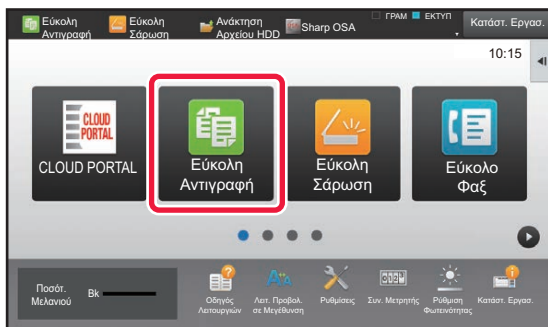 Εύκολη
Αντιγραφή
Εύκολη
Σάρωση
Ανάκτηση
Αρχείου HDD
Sharp OSA
ΓΡΑΜ
ΕΚΤΥΠ
Κατάστ. Εργασ.
10:15
CLOUD
PORTAL
CLOUD PORTAL
Εύκολη
Αντιγραφή
Εύκολη
Σάρωση
Εύκολο
Φαξ
Ποσότ.
Μελανιού
Bk
Οδηγός
Λειτουργιών
Λειτ. Προβολ.
σε Μεγέθυνση
Ρυθμίσεις
Συν. Μετρητής
Ρύθμιση
Φωτεινότητας
Κατάστ. Εργασ.